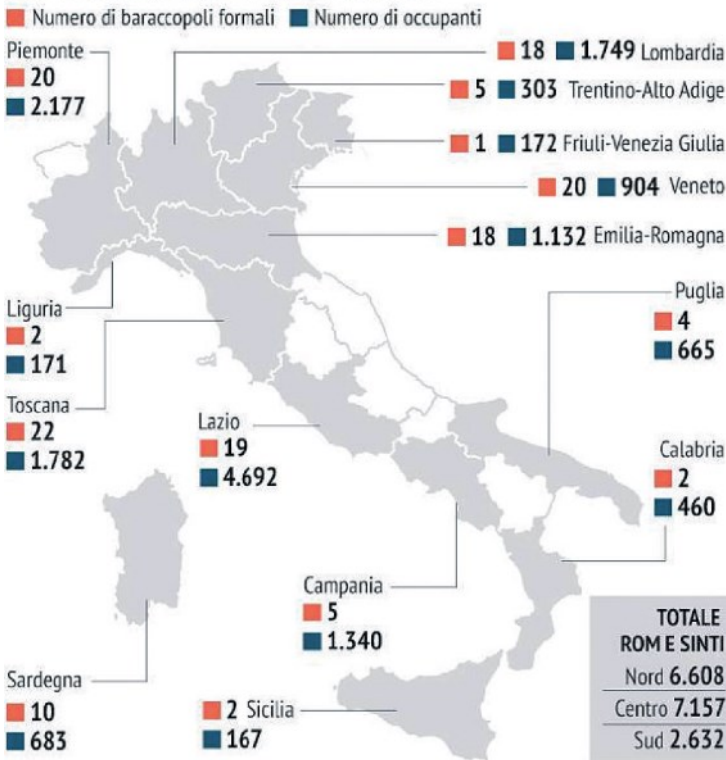 Numero di baraccopoli formali Numero di occupanti
Piemonte
20
2.177
18 1.749 Lombardia
5 303 Trentino-Alto Adige
1 172 Friuli-Venezia Giulia
20 904 Veneto
18 1.132 Emilia-Romagna
Liguria
2
171
Puglia
4
665
Toscana
22
1.782
Lazio
19
4.692
Calabria
2
460
Campania
5
1.340
Sardegna
10
683
2 Sicilia
167
TOTALE
ROM E SINTI
Nord 6.608
Centro 7.157
Sud 2.632